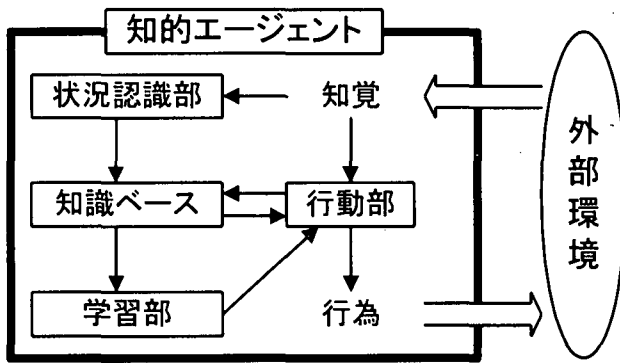 知的エージェント
状況認識部
知覚
知識ベース
行動部
学習部
行為
外部環境